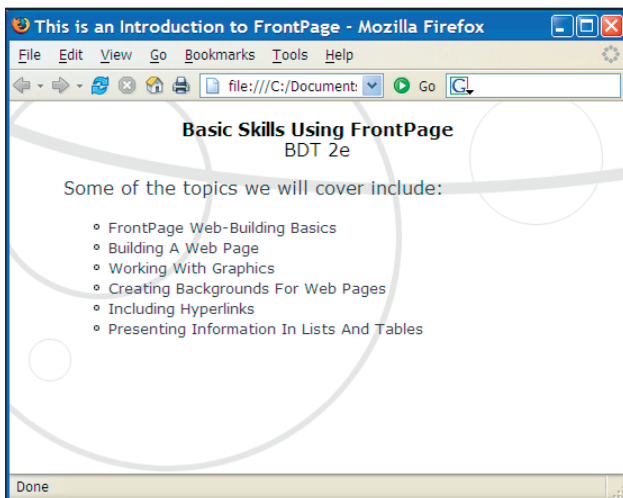 This is an Introduction to FrontPage - Mozilla Firefox
File Edit View Go Bookmarks Tools Help
file:///C:/Document: Go G
Basic Skills Using FrontPage
BDT 2e
Some of the topics we will cover include:
FrontPage Web-Building Basics
Building A Web Page
Working With Graphics
Creating Backgrounds For Web Pages
Including Hyperlinks
Presenting Information In Lists And Tables
Done